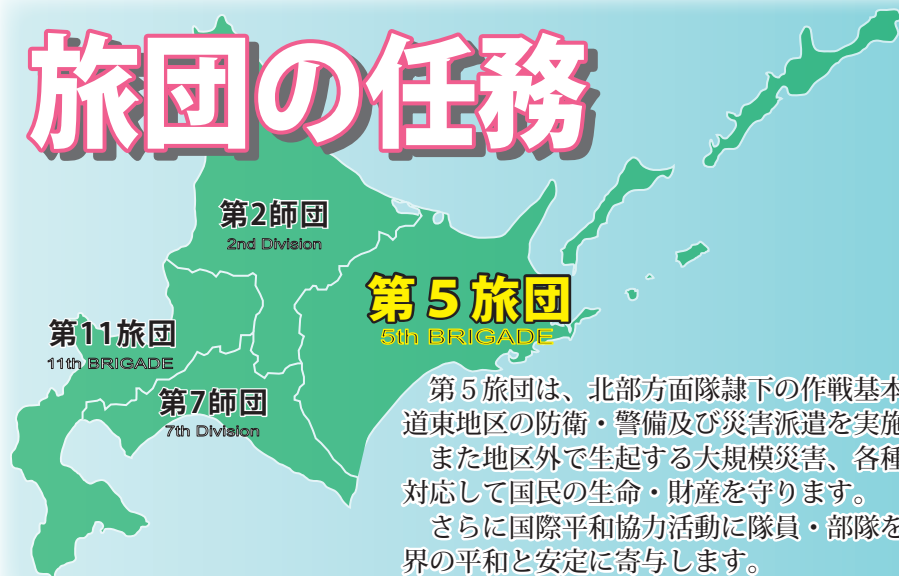 旅団の任務
第2師団
2nd Division
第５旅団
5th BRIGADE
第11旅団
11th BRIGADE
第7師団
7th Division
第５旅団は、北部方面隊隷下の作戦基本
道東地区の防衛・警備及び災害派遣を実施
また地区外で生起する大規模災害、各種
対応して国民の生命・財産を守ります。
さらに国際平和協力活動に隊員・部隊を
界の平和と安定に寄与します。